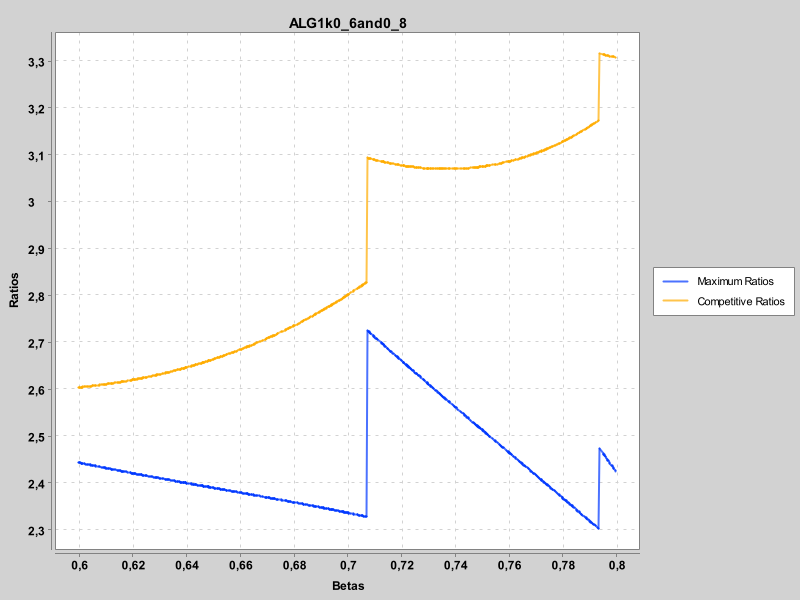 ALG1k0_6and0_8
3,3
3,2
3,1
3
2,9
2,8
2,7
2,6
2,5
2,4
2,3
Ratios
0,6 0,62 0,64 0,66 0,68 0,7 0,72 0,74 0,76 0,78 0,8
Betas
Maximum Ratios
Competitive Ratios